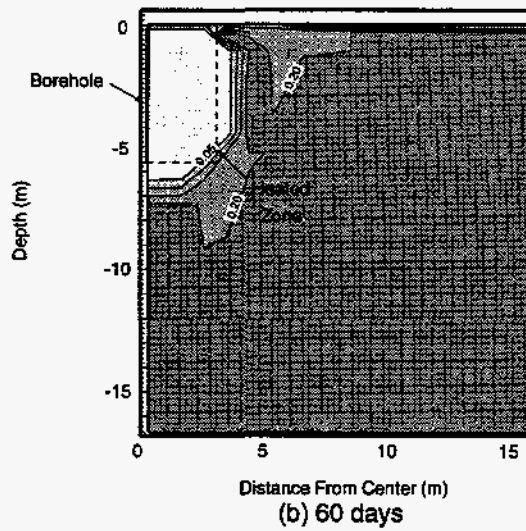 0
Borehole
0.20
-5
0.05
Heated
0.20
Zone
Depth (m)
-10
-15
0 5 10 15
Distance From Center (m)
(b) 60 days